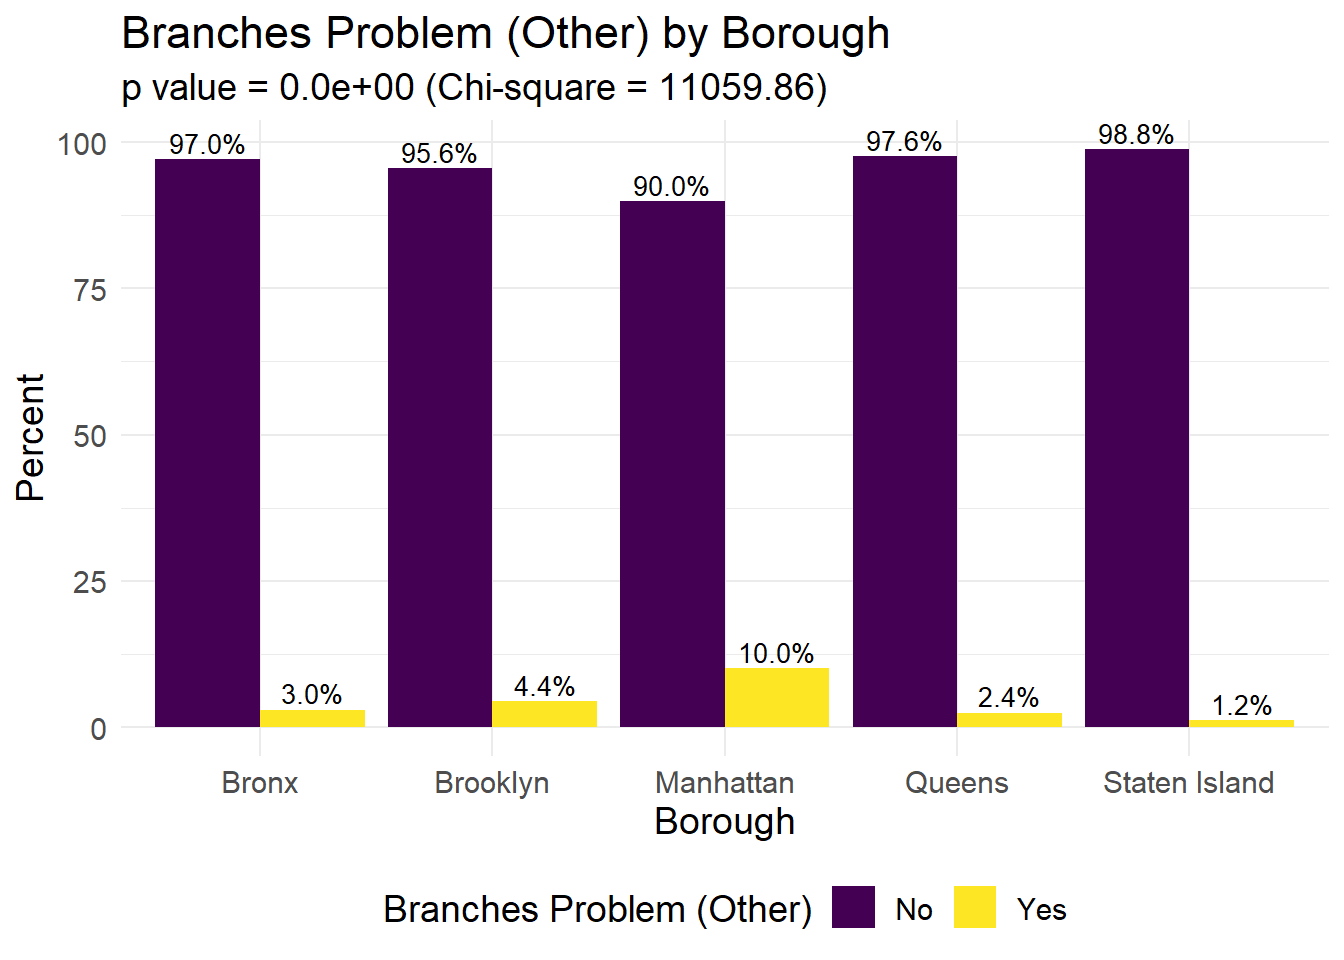 Branches Problem (Other) by Borough
p value = 0.0e+00 (Chi-square = 11059.86)
Percent
100
75
50
25
0
97.0%
3.0%
95.6%
4.4%
90.0%
10.0%
97.6%
2.4%
98.8%
1.2%
Bronx
Brooklyn
Manhattan
Queens
Staten Island
Borough
Branches Problem (Other) No Yes